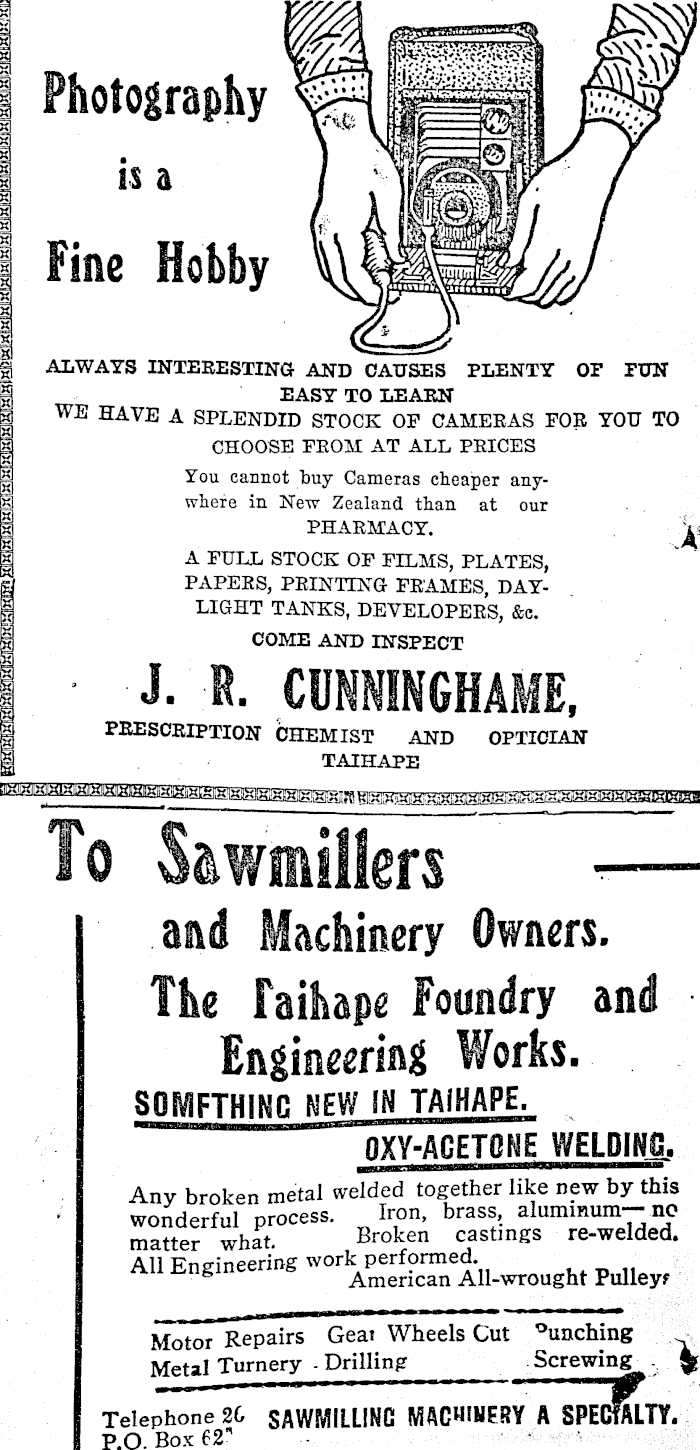 Photography
is a
Fine Hobby
ALWAYS INTERESTING AND CAUSES PLENTY OF FUN
EASY TO LEARN
WE HAVE A SPLENDID STOCK OF CAMERAS FOR YOU TO
CHOOSE FROM AT ALL PRICES
You cannot buy Cameras cheaper any-
where in New Zealand than at our
PHARMACY.
A FULL STOCK OF FILMS, PLATES,
PAPERS, PRINTING FRAMES, DAY-
LIGHT TANKS, DEVELOPERS, &c.
COME AND INSPECT
J. R. CUNNINGHAME,
PRESCRIPTION CHEMIST AND OPTICIAN
TAIHAPE
To Sawmillers
and Machinery Owners.
The Taihape Foundry and
Engineering Works.
SOMETHING NEW IN TAIHAPE.
OXY-ACETONE WELDING.
Any broken metal welded together like new by this
wonderful process. Iron, brass, aluminum—no
matter what. Broken castings re-welded.
All Engineering work performed.
American All-wrought Pulleys
Motor Repairs Gear Wheels Cut Punching
Metal Turnery Drilling Screwing
Telephone SAWMILLING MACHINERY A SPECIALTY.
P.O. Box